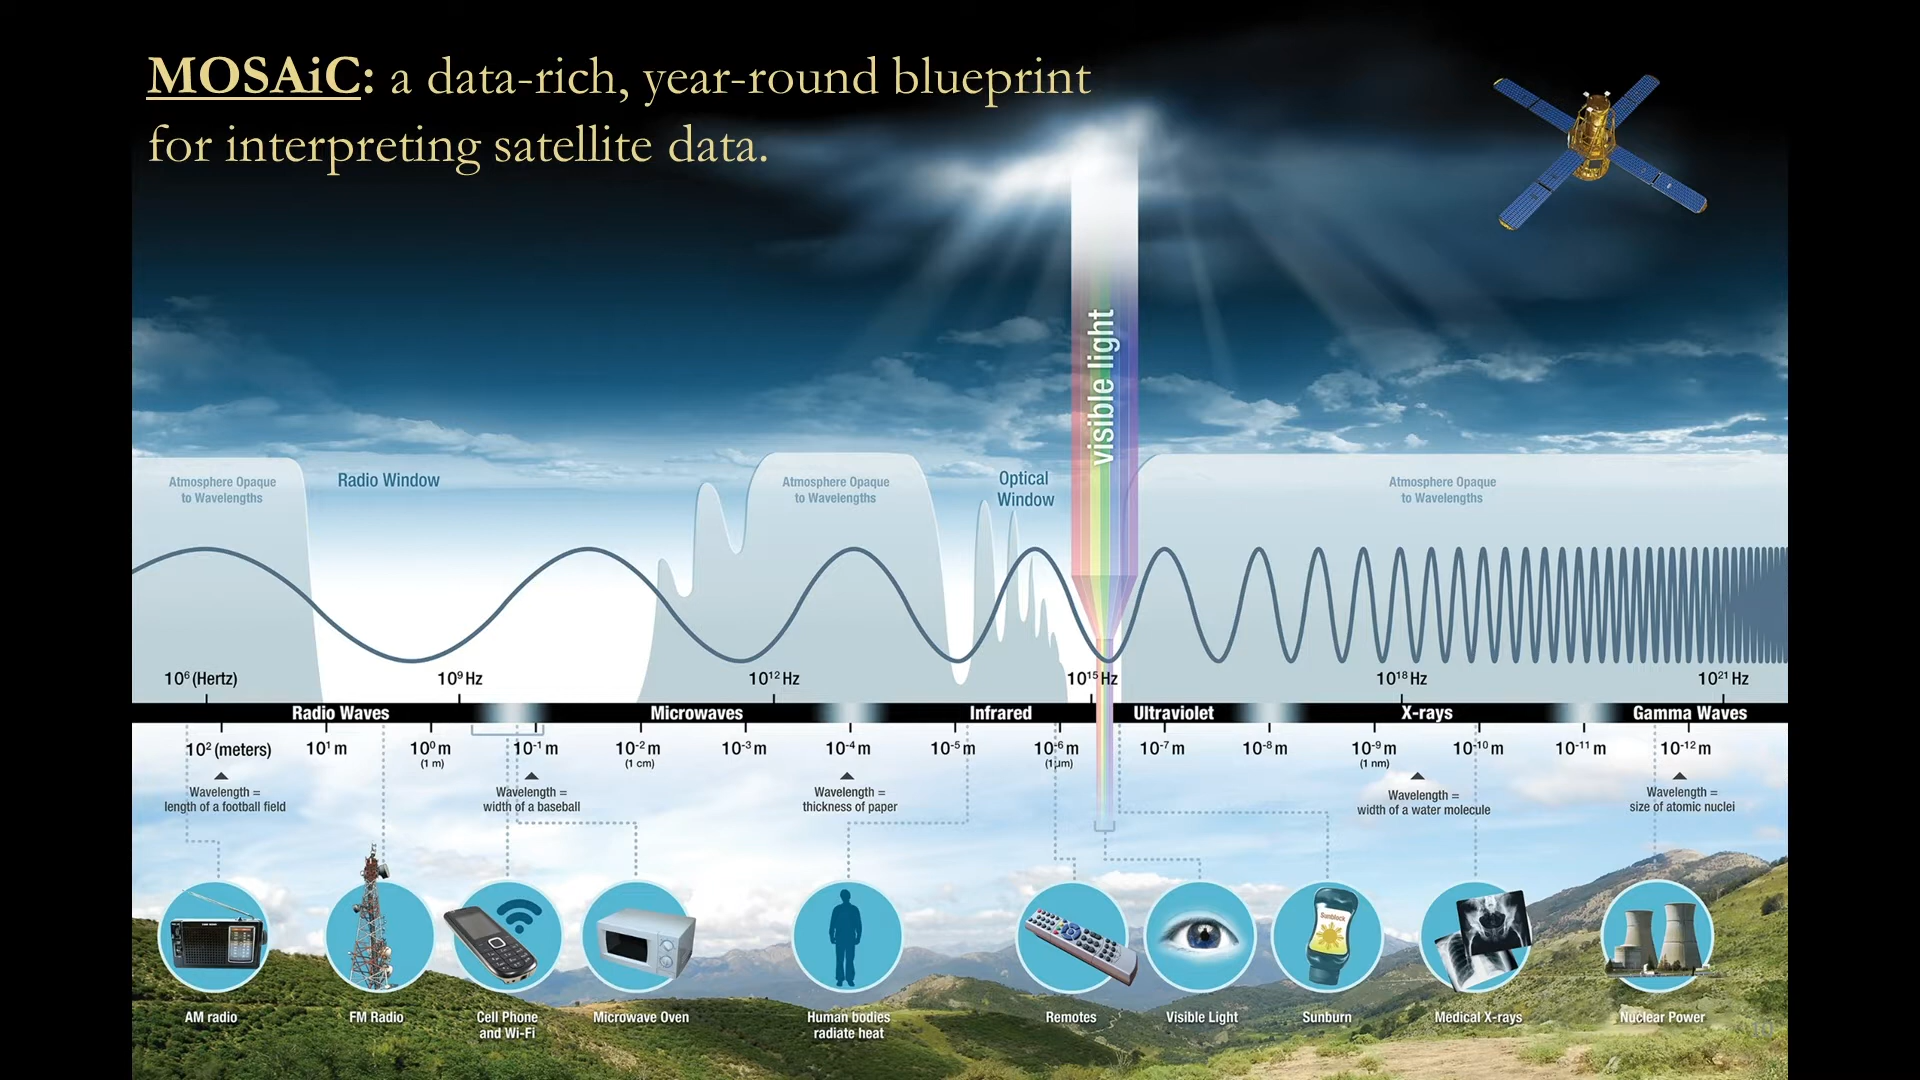 MOSAiC: a data-rich, year-round blueprint
for interpreting satellite data.
visible light
Atmosphere Opaque
to Wavelengths
Radio Window
Atmosphere Opaque
to Wavelengths
Optical
Window
Atmosphere Opaque
to Wavelengths
10⁶ (Hertz) 10⁹ Hz 10¹² Hz 10¹⁵ Hz 10¹⁸ Hz 10²¹ Hz
Radio Waves Microwaves Infrared Ultraviolet X-rays Gamma Waves
10² (meters) 10¹ m 10⁰ m 10⁻¹ m 10⁻² m 10⁻³ m 10⁻⁴ m 10⁻⁵ m 10⁻⁶ m 10⁻⁷ m 10⁻⁸ m 10⁻⁹ m 10⁻¹⁰ m 10⁻¹¹ m 10⁻¹² m
(1 m) (1 cm) (1µm) (1 nm)
Wavelength =
length of a football field
Wavelength =
width of a baseball
Wavelength =
thickness of paper
Wavelength =
width of a water molecule
Wavelength =
size of atomic nuclei
Sunblock
AM radio
FM Radio
Cell Phone
and Wi-Fi
Microwave Oven
Human bodies
radiate heat
Remotes
Visible Light
Sunburn
Medical X-rays
Nuclear Power